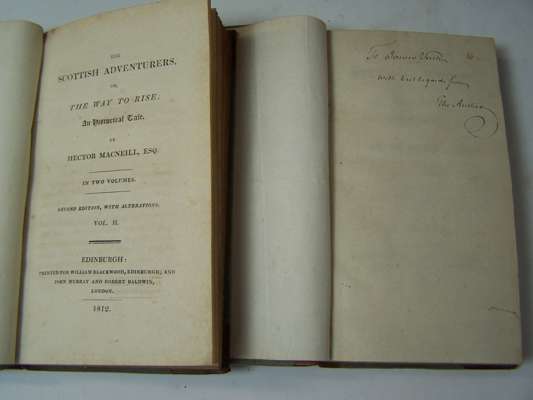 THE
SCOTTISH ADVENTURERS,
OR,
THE WAY TO RISE;
An Historical Tale.
BY
HECTOR MACNEILL, ESQ.
IN TWO VOLUMES.
SECOND EDITION, WITH ALTERATIONS.
VOL. II.
EDINBURGH:
PRINTED FOR WILLIAM BLACKWOOD, EDINBURGH; AND
JOHN MURRAY AND ROBERT BALDWIN,
LONDON.
1812.
To
With best regards from
The Author